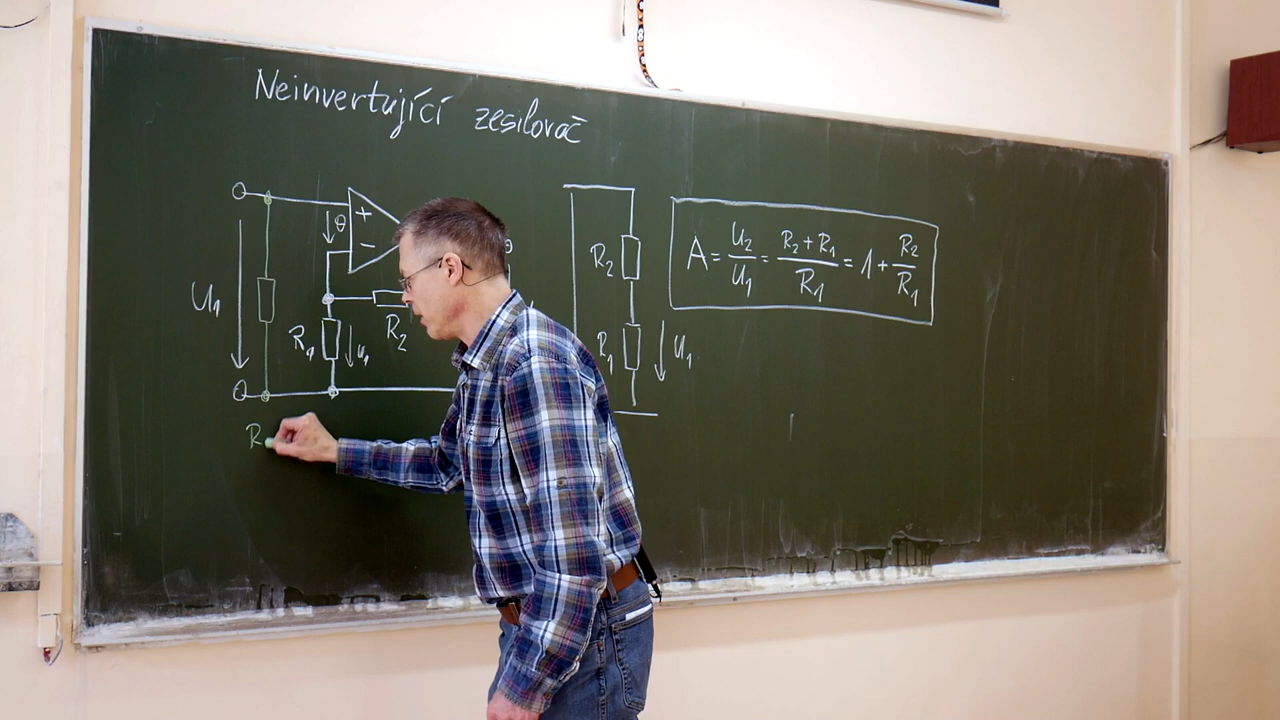 Neinvertující zesilovač
+
θ
−
U₁
R₁
u₁
R₂
R
R₂
R₁
U₁
A = U₂/U₁ = (R₂ + R₁)/R₁ = 1 + R₂/R₁